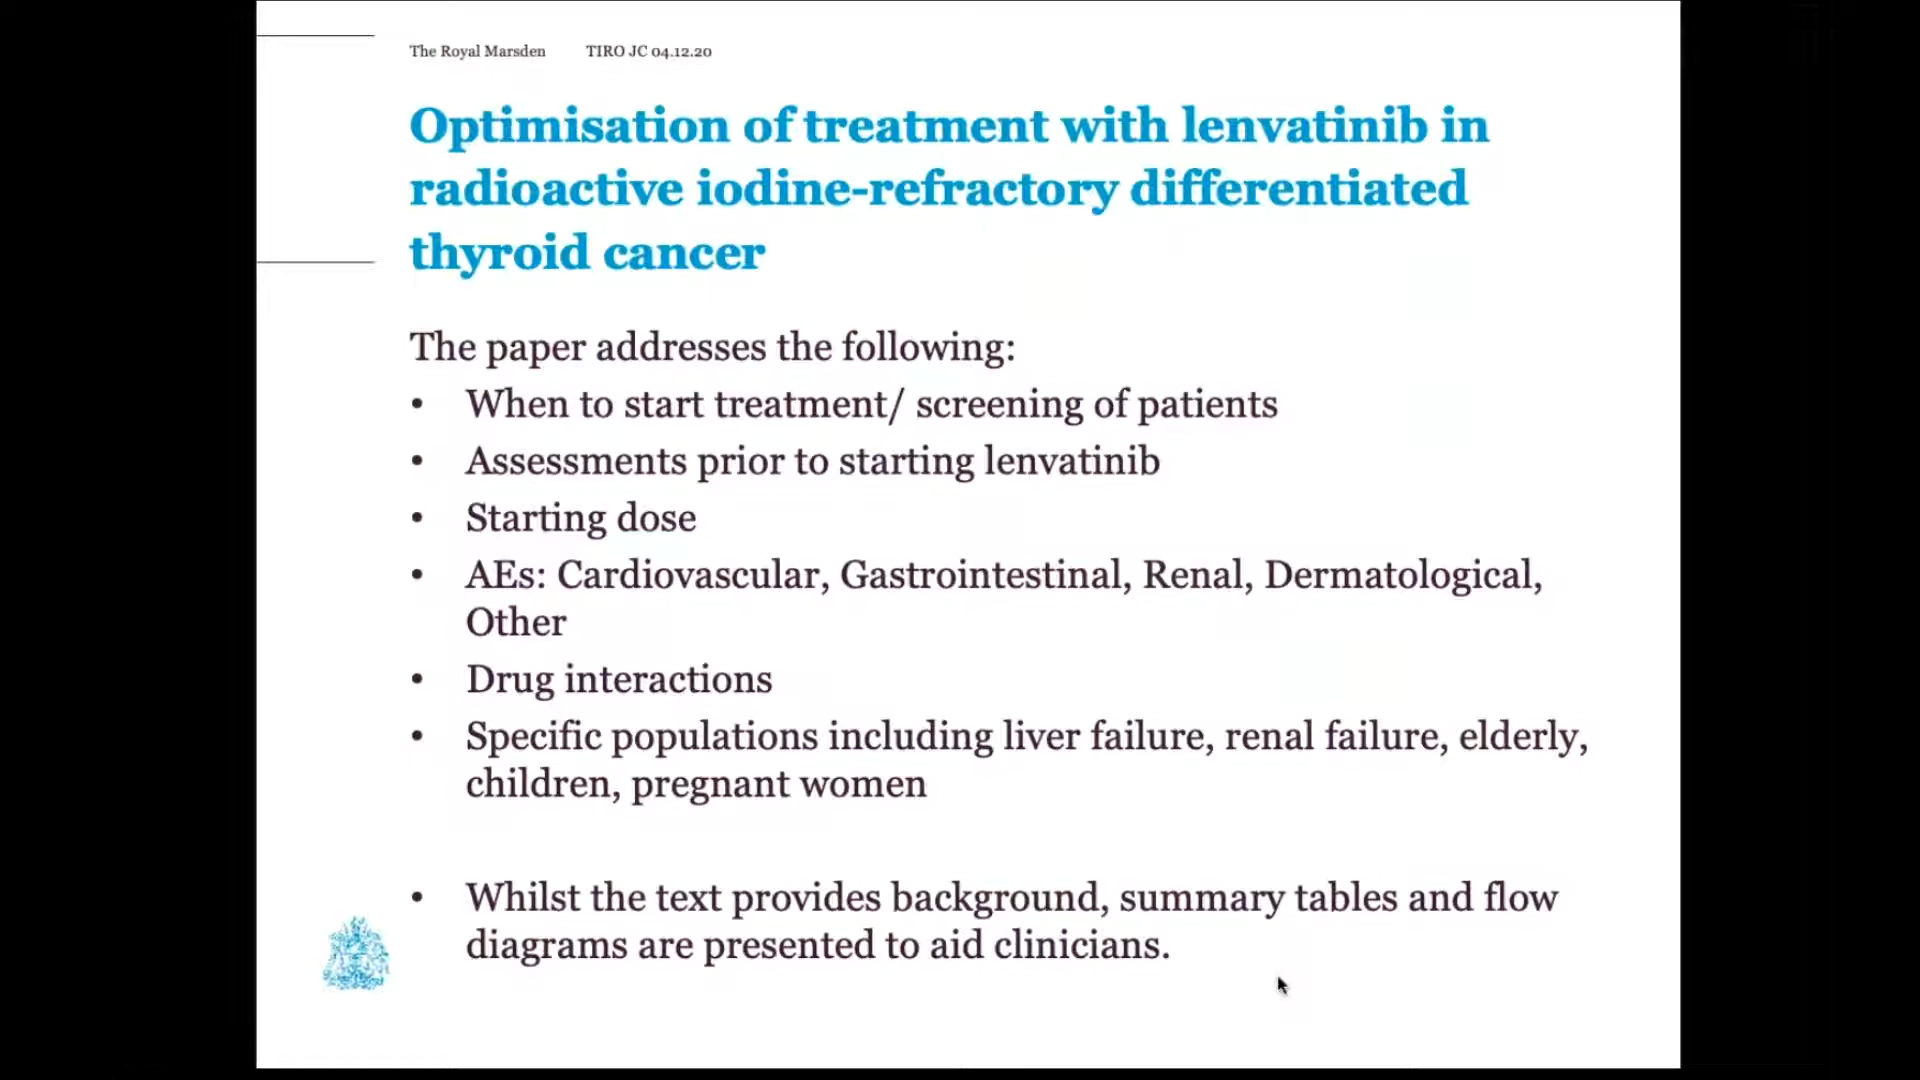 The Royal Marsden TIRO JC 04.12.20
Optimisation of treatment with lenvatinib in
radioactive iodine-refractory differentiated
thyroid cancer
The paper addresses the following:
• When to start treatment/ screening of patients
• Assessments prior to starting lenvatinib
• Starting dose
• AEs: Cardiovascular, Gastrointestinal, Renal, Dermatological,
Other
• Drug interactions
• Specific populations including liver failure, renal failure, elderly,
children, pregnant women
• Whilst the text provides background, summary tables and flow
diagrams are presented to aid clinicians.